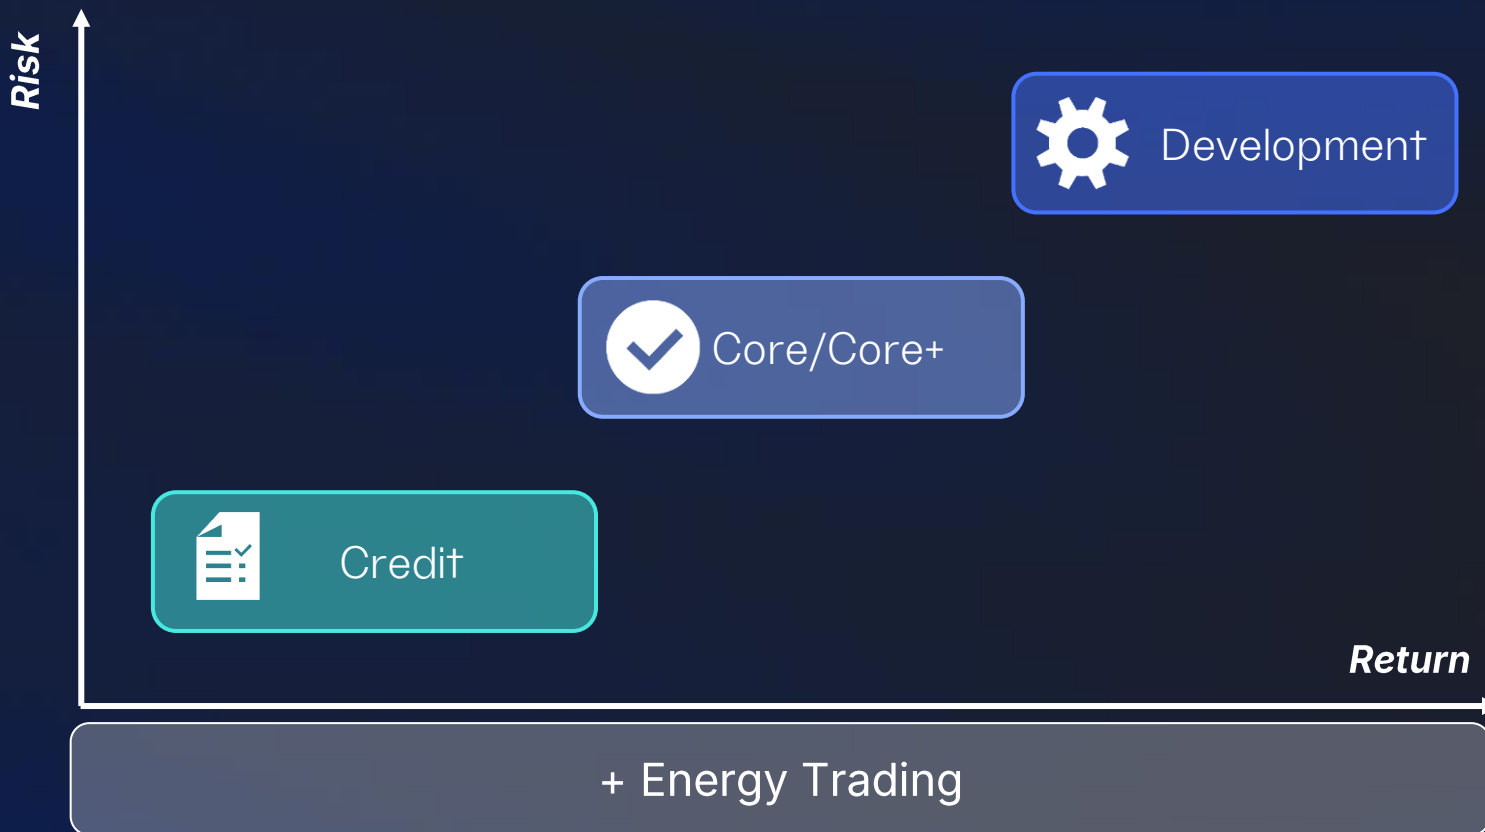 Risk
Development
Core/Core+
Credit
Return
+ Energy Trading